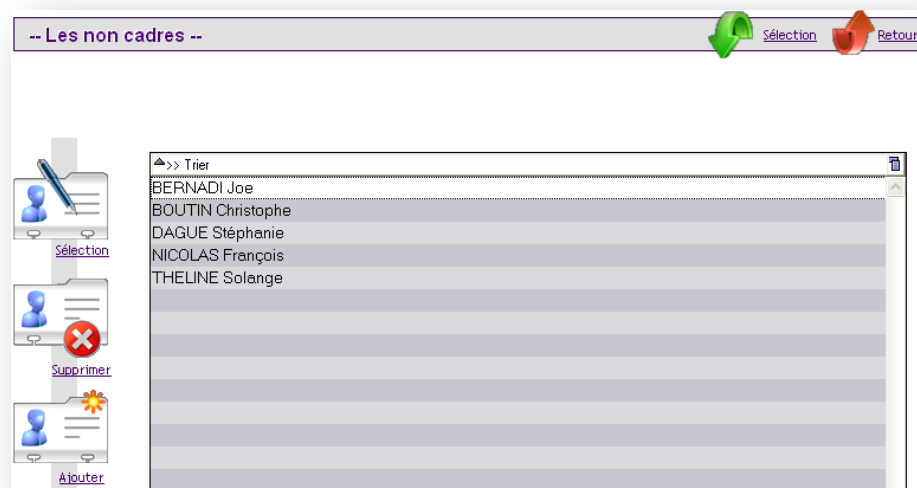 -- Les non cadres --
Sélection
Retour
>> Trier
BERNADI Joe
BOUTIN Christophe
DAGUE Stéphanie
NICOLAS François
THELINE Solange
Sélection
Supprimer
Ajouter